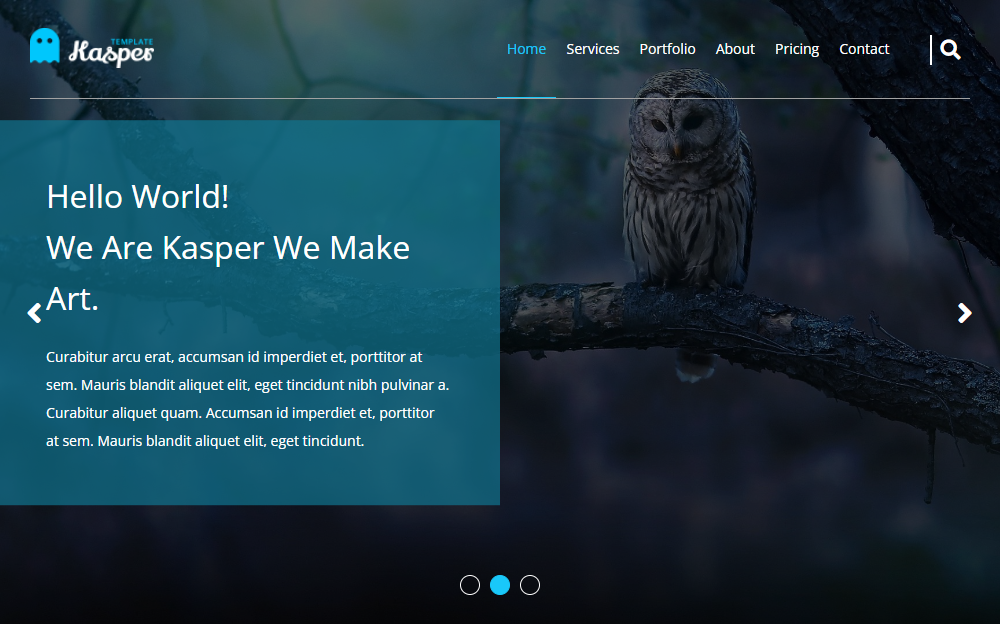 TEMPLATE
Kasper
Home Services Portfolio About Pricing Contact
Hello World!
We Are Kasper We Make
Art.
Curabitur arcu erat, accumsan id imperdiet et, porttitor at
sem. Mauris blandit aliquet elit, eget tincidunt nibh pulvinar a.
Curabitur aliquet quam. Accumsan id imperdiet et, porttitor
at sem. Mauris blandit aliquet elit, eget tincidunt.